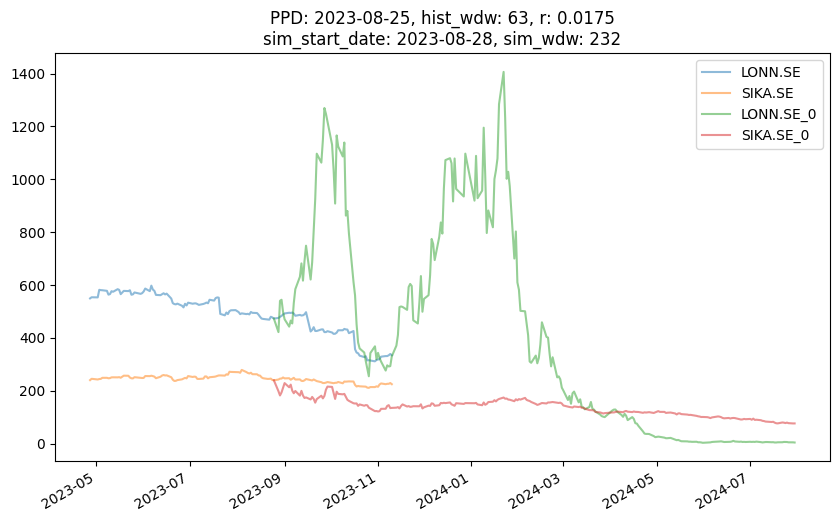 PPD: 2023-08-25, hist_wdw: 63, r: 0.0175
sim_start_date: 2023-08-28, sim_wdw: 232
LONN.SE
SIKA.SE
LONN.SE_0
SIKA.SE_0
1400
1200
1000
800
600
400
200
0
2023-05
2023-07
2023-09
2023-11
2024-01
2024-03
2024-05
2024-07